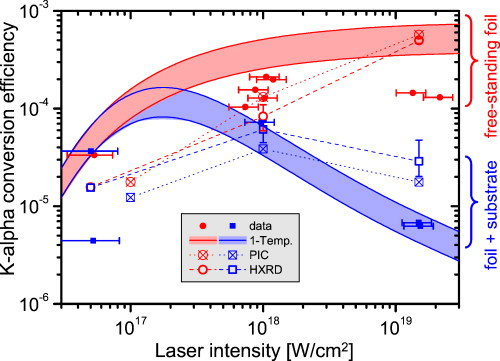 K-alpha conversion efficiency
10⁻³
10⁻⁴
10⁻⁵
10⁻⁶
10¹⁷
10¹⁸
10¹⁹
Laser intensity [W/cm²]
data
1-Temp.
PIC
HXRD
free-standing foil
foil + substrate